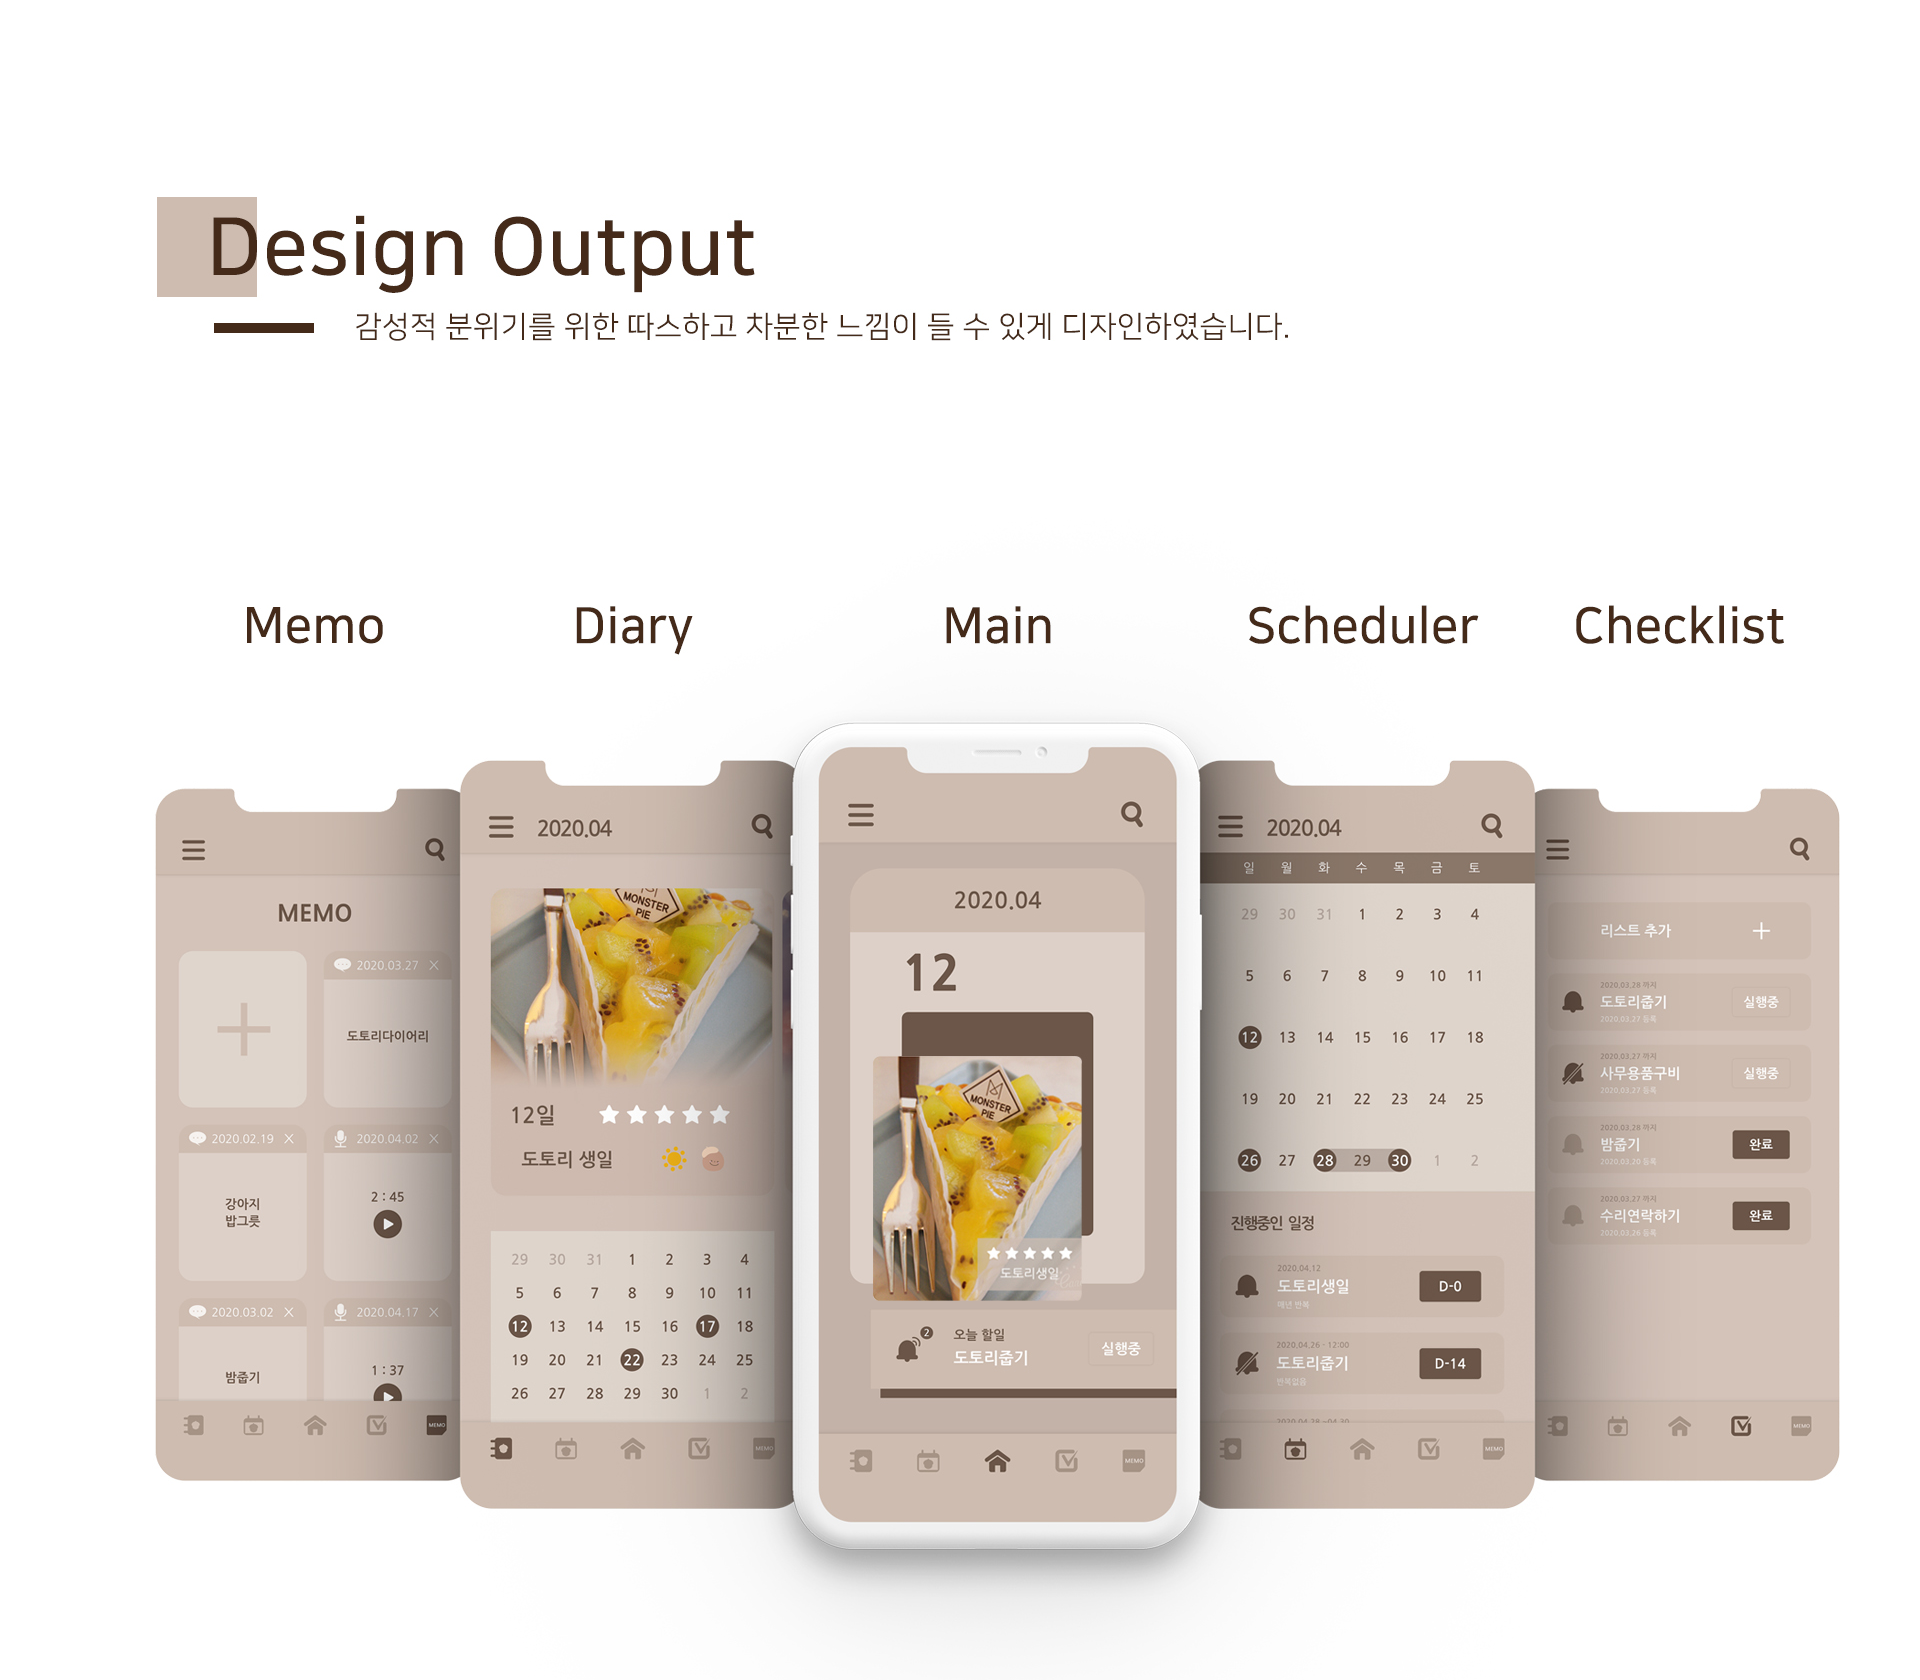 Design Output
감성적 분위기를 위한 따스하고 차분한 느낌이 들 수 있게 디자인하였습니다.
Memo
Diary
Main
Scheduler
Checklist
MEMO
2020.03.27 X
도토리다이어리
2020.02.19 X
강아지
밥그릇
2020.04.02 X
2 : 45
2020.03.02 X
밤줍기
2020.04.17 X
1 : 37
MEMO
2020.04
MONSTER
PIE
12일
도토리 생일
29 30 31 1 2 3 4
5 6 7 8 9 10 11
12 13 14 15 16 17 18
19 20 21 22 23 24 25
26 27 28 29 30 1 2
MEMO
2020.04
12
MONSTER
PIE
도토리생일
2
오늘 할일
도토리줍기
실행중
MEMO
2020.04
일 월 화 수 목 금 토
29 30 31 1 2 3 4
5 6 7 8 9 10 11
12 13 14 15 16 17 18
19 20 21 22 23 24 25
26 27 28 29 30 1 2
진행중인 일정
2020.04.12
도토리생일
매년 반복
D-0
2020.04.26 - 12:00
도토리줍기
반복없음
D-14
2020.04.28 ~04.30
MEMO
리스트 추가
2020.03.28 까지
도토리줍기
2020.03.27 등록
실행중
2020.03.27 까지
사무용품구비
2020.03.27 등록
실행중
2020.03.28 까지
밤줍기
2020.03.20 등록
완료
2020.03.27 까지
수리연락하기
2020.03.26 등록
완료
MEMO